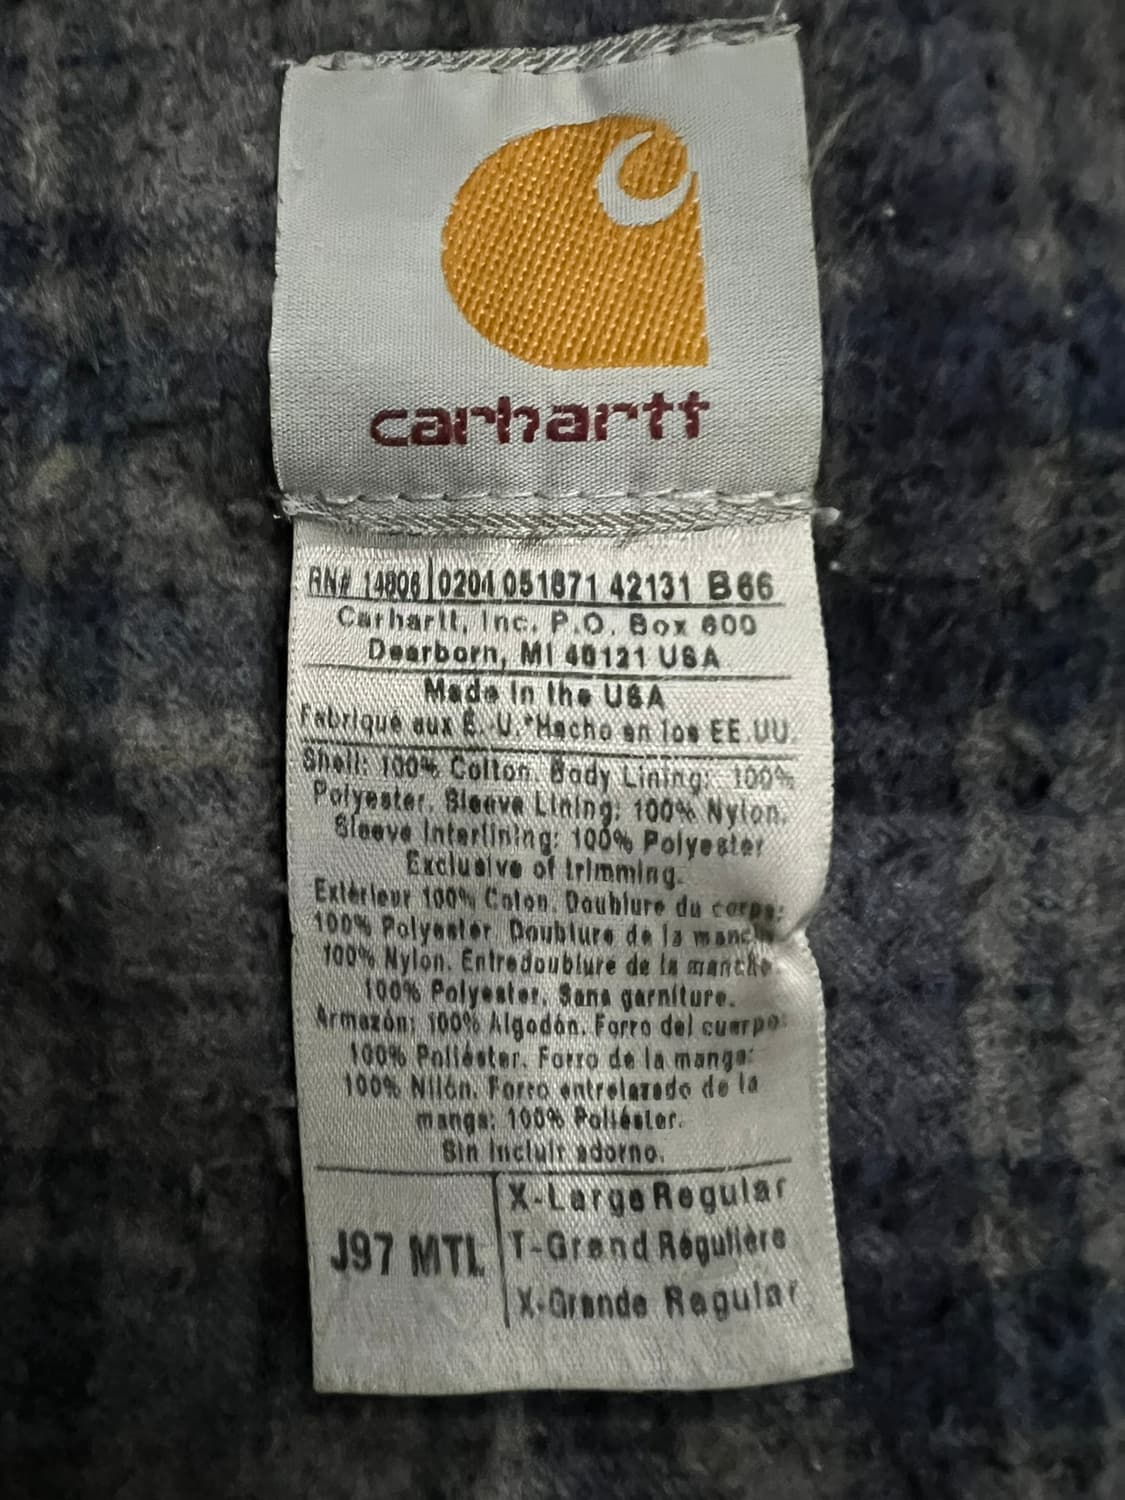 carhartt
RN# 14806 0204 051871 42131 B66
Carhartt, Inc. P.O. Box 600
Dearborn, MI 48121 USA
Made in the USA
Fabriqué aux É. U. *Hecho en los EE.UU.
Shell: 100% Cotton. Body Lining: 100%
Polyester. Sleeve Lining: 100% Nylon.
Sleeve Interlining: 100% Polyester
Exclusive of trimming.
Extérieur 100% Coton. Doublure du corps:
100% Polyester. Doublure de la manche
100% Nylon. Entredoublure de la manche:
100% Polyester. Sans garniture.
Armazón: 100% Algodón. Forro del cuerpo:
100% Poliéster. Forro de la manga:
100% Nilón. Forro entrelazado de la
manga: 100% Poliéster.
Sin incluir adorno.
J97 MTL
X-Large Regular
T-Grand Régulière
X-Grande Regular